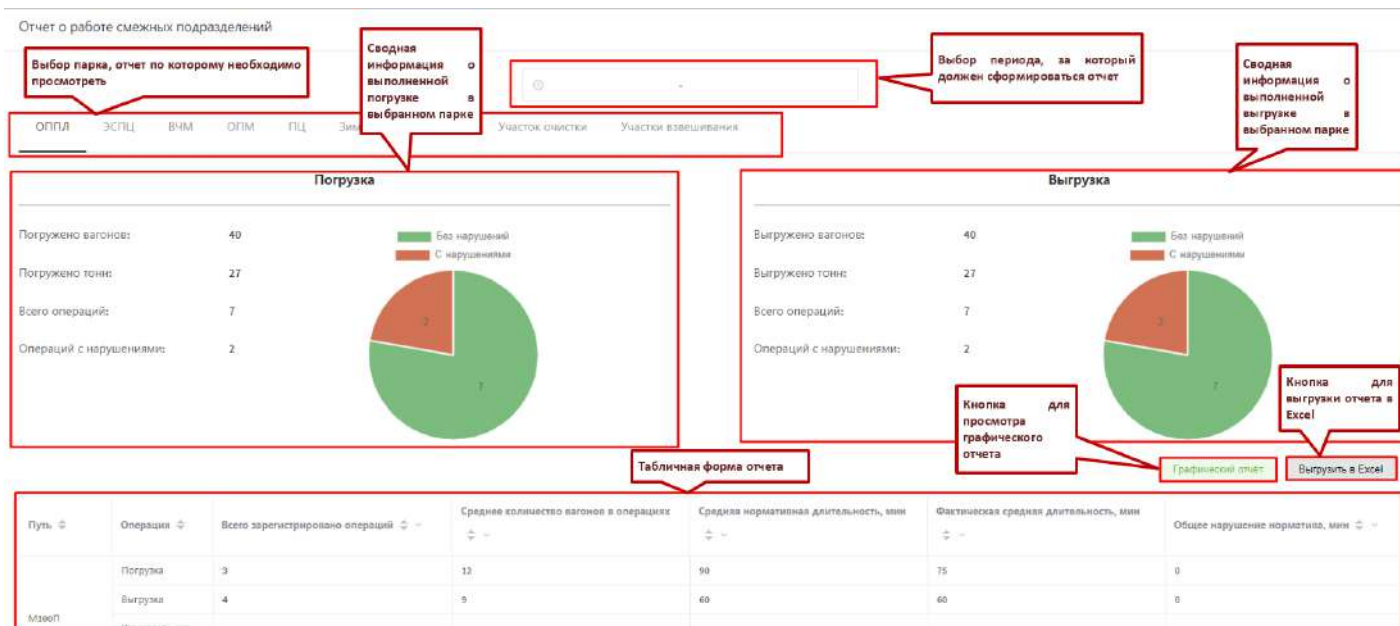 Отчет о работе смежных подразделений
Выбор парка, отчет по которому необходимо
просмотреть
Сводная
информация о
выполненной
погрузке в
выбранном парке
Выбор периода, за который
должен сформироваться отчет
Сводная
информация о
выполненной
выгрузке в
выбранном парке
-
ОППЛ ЭСПЦ ВЧМ ОПМ ПЦ Участок очистки Участки взвешивания
Погрузка
Погружено вагонов: 40
Погружено тонн: 27
Всего операций: 7
Операций с нарушениями: 2
Без нарушений
С нарушениями
2
7
Выгрузка
Выгружено вагонов: 40
Выгружено тонн: 27
Всего операций: 7
Операций с нарушениями: 2
Без нарушений
С нарушениями
2
7
Кнопка для
просмотра
графического
отчета
Кнопка для
выгрузки отчета в
Excel
Табличная форма отчета
Графический отчёт
Выгрузить в Excel
Путь Операция Всего зарегистрировано операций Среднее количество вагонов в операциях Средняя нормативная длительность, мин Фактическая средняя длительность, мин Общее нарушение норматива, мин
Погрузка 3 12 90 75 0
Выгрузка 4 9 60 60 0